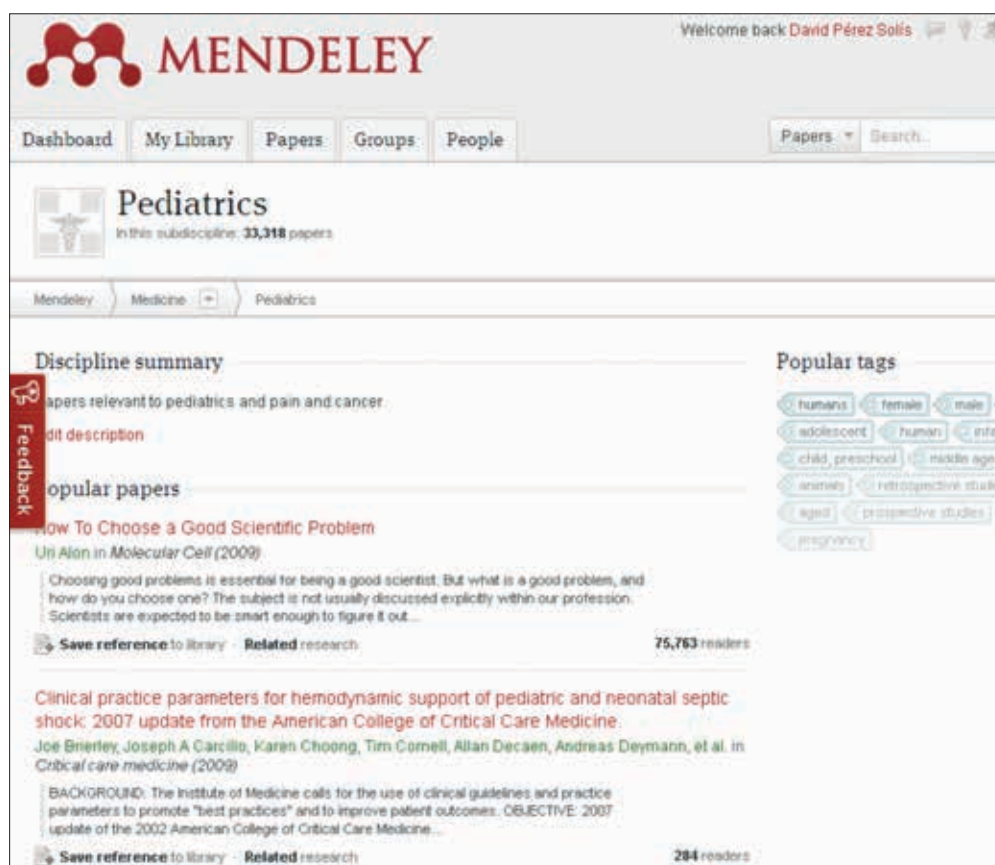 MENDELEY
Welcome back David Pérez Solís
Dashboard My Library Papers Groups People
Papers Search...
Pediatrics
In this subdiscipline: 33,318 papers
Mendeley Medicine Pediatrics
Discipline summary
apers relevant to pediatrics and pain and cancer
dit description
Feedback
opular papers
ow To Choose a Good Scientific Problem
Uri Alon in Molecular Cell (2009)
Choosing good problems is essential for being a good scientist. But what is a good problem, and
how do you choose one? The subject is not usually discussed explicitly within our profession.
Scientists are expected to be smart enough to figure it out...
Save reference to library · Related research 75,763 readers
Clinical practice parameters for hemodynamic support of pediatric and neonatal septic
shock: 2007 update from the American College of Critical Care Medicine.
Joe Brierley, Joseph A Carcillo, Karen Choong, Tim Cornell, Allan Decaen, Andreas Deymann, et al. in
Critical care medicine (2009)
BACKGROUND: The Institute of Medicine calls for the use of clinical guidelines and practice
parameters to promote "best practices" and to improve patient outcomes. OBJECTIVE: 2007
update of the 2002 American College of Critical Care Medicine...
Save reference to library · Related research 284 readers
Popular tags
humans female male
adolescent human infa
child, preschool middle age
animals retrospective studi
aged prospective studies
pregnancy